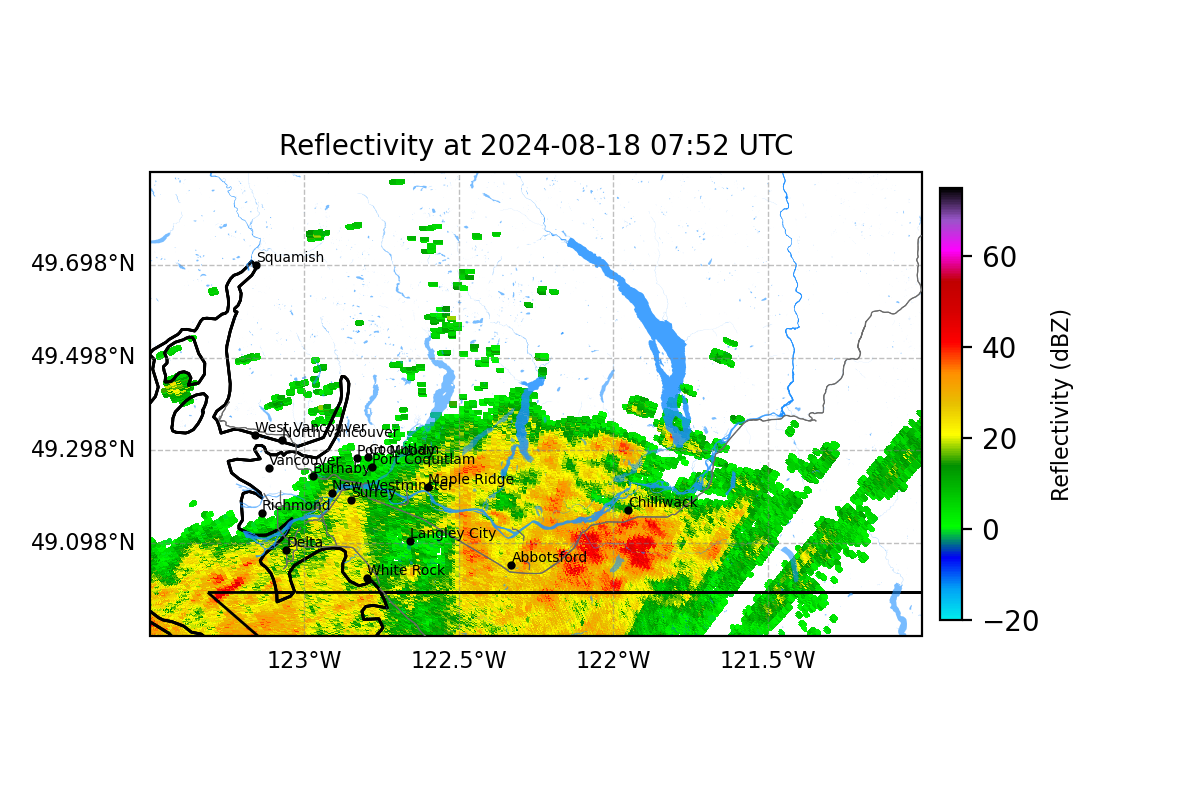 Reflectivity at 2024-08-18 07:52 UTC
49.698°N
49.498°N
49.298°N
49.098°N
123°W
122.5°W
122°W
121.5°W
Squamish
West Vancouver
North Vancouver
Port Moody
Coquitlam
Vancouver
Burnaby
Port Coquitlam
New Westminster
Surrey
Maple Ridge
Richmond
Chilliwack
Langley City
Delta
Abbotsford
White Rock
60
40
20
0
−20
Reflectivity (dBZ)